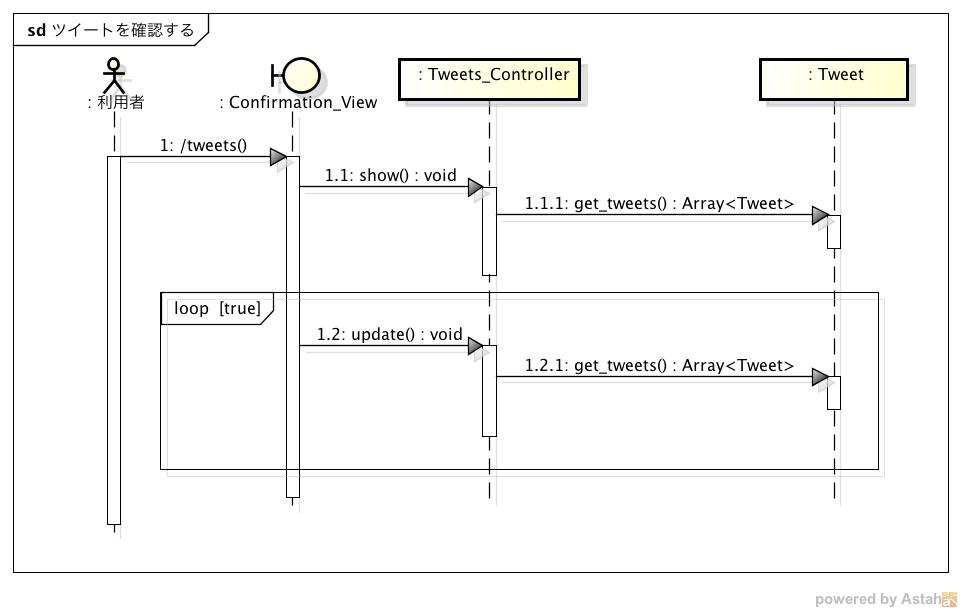 sd ツイートを確認する
: 利用者
: Confirmation_View
: Tweets_Controller
: Tweet
1: /tweets()
1.1: show() : void
1.1.1: get_tweets() : Array<Tweet>
loop [true]
1.2: update() : void
1.2.1: get_tweets() : Array<Tweet>
powered by Astah